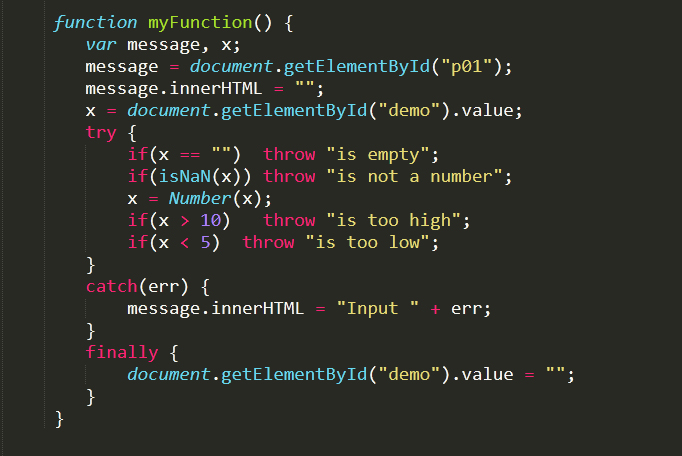 function myFunction() {
var message, x;
message = document.getElementById("p01");
message.innerHTML = "";
x = document.getElementById("demo").value;
try {
if(x == "")  throw "is empty";
if(isNaN(x)) throw "is not a number";
x = Number(x);
if(x > 10)   throw "is too high";
if(x < 5)  throw "is too low";
}
catch(err) {
message.innerHTML = "Input " + err;
}
finally {
document.getElementById("demo").value = "";
}
}